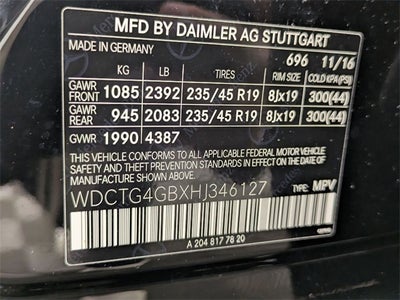 MFD BY DAIMLER AG STUTTGART
MADE IN GERMANY 696 11/16
KG LB TIRES RIM SIZE COLD KPA (PSI)
GAWR FRONT 1085 2392 235/45 R19 8Jx19 300(44)
GAWR REAR 945 2083 235/45 R19 8Jx19 300(44)
GVWR 1990 4387
THIS VEHICLE CONFORMS TO ALL APPLICABLE FEDERAL MOTOR VEHICLE
SAFETY AND THEFT PREVENTION STANDARDS IN EFFECT
ON THE DATE OF MANUFACTURE SHOWN ABOVE.
WDCTG4GBXHJ346127 TYPE: MPV
A 204 817 78 20